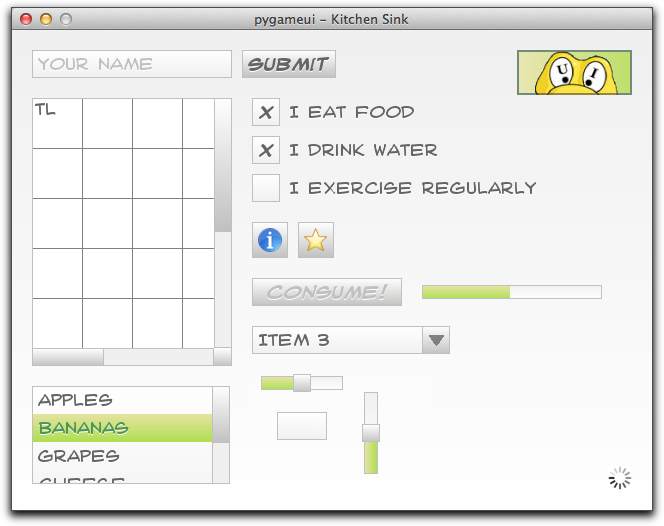 pygameui – Kitchen Sink
YOUR NAME
SUBMIT
U I
TL
X I EAT FOOD
X I DRINK WATER
I EXERCISE REGULARLY
i
CONSUME!
ITEM 3
APPLES
BANANAS
GRAPES
CHEESE